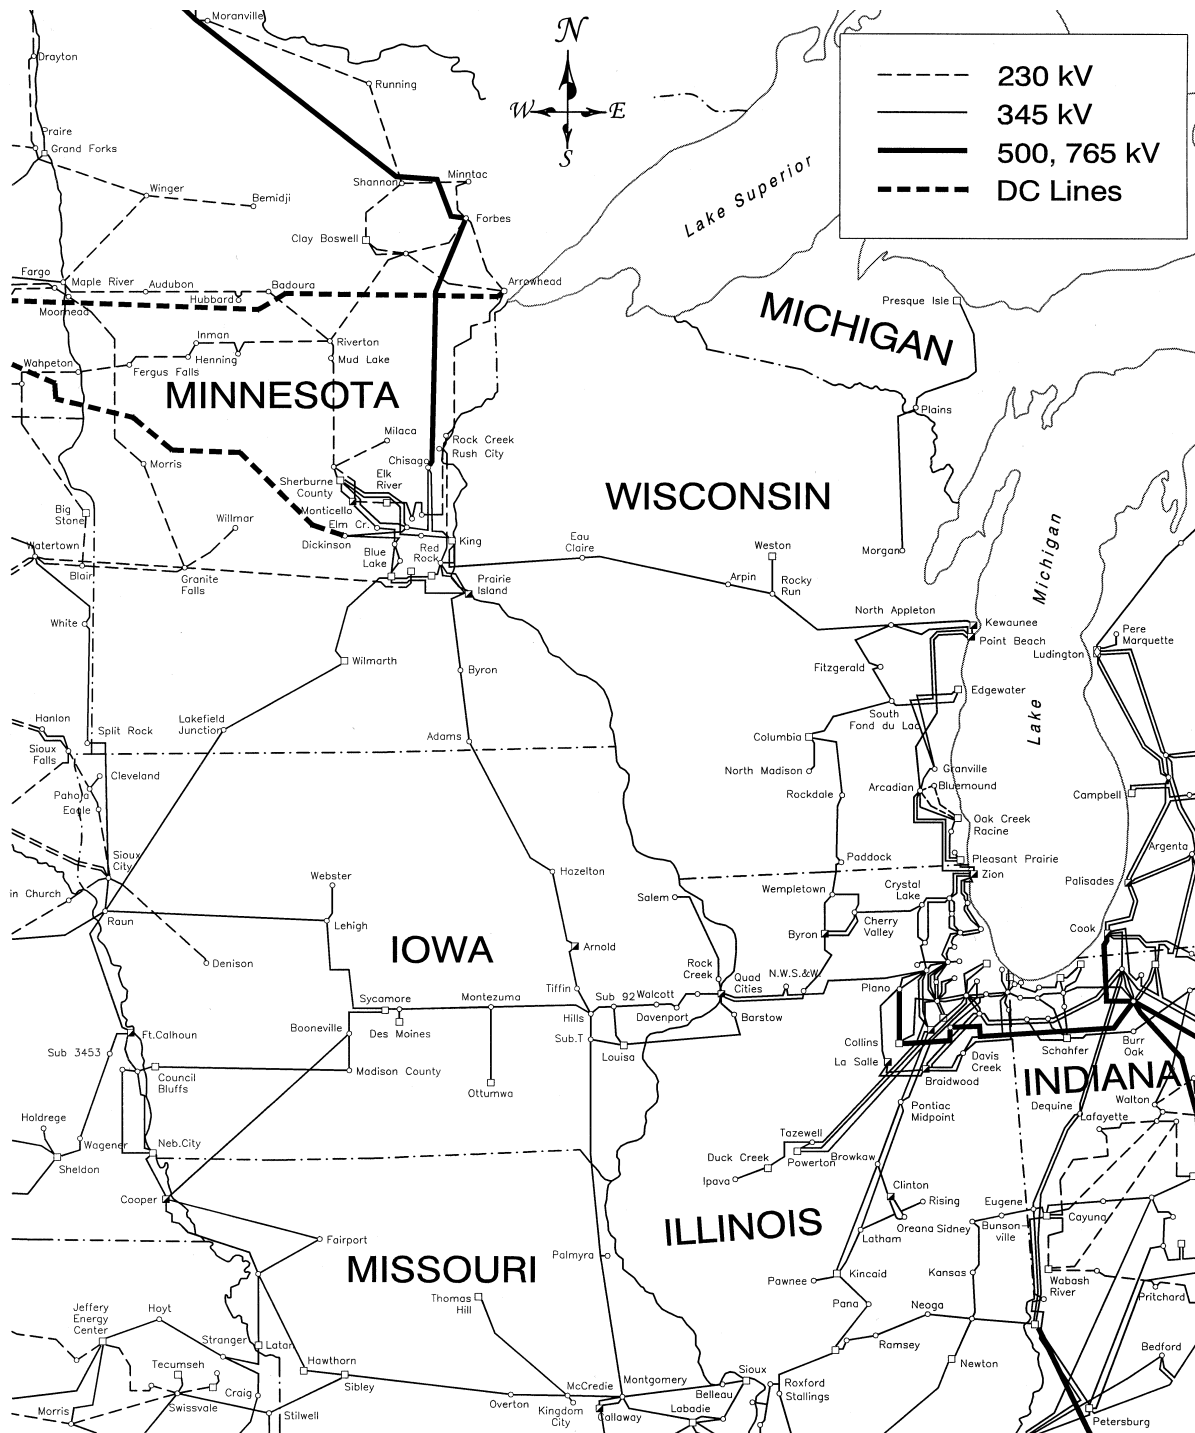 Moranville
Drayton
Running
N
W
E
S
230 kV
345 kV
500, 765 kV
DC Lines
Praire
Grand Forks
Winger
Bemidji
Shannon
Minntac
Forbes
Clay Boswell
Lake Superior
Fargo
Maple River
Audubon
Badoura
Hubbard
Moorhead
Arrowhead
MICHIGAN
Presque Isle
Inman
Henning
Riverton
Mud Lake
Wahpeton
Fergus Falls
MINNESOTA
Plains
Milaca
Rock Creek
Rush City
Chisago
Morris
Elk
River
Sherburne
County
Monticello
WISCONSIN
Big
Stone
Willmar
Elm Cr.
Dickinson
Blue
Lake
Red
Rock
King
Eau
Claire
Weston
Morgan
Michigan
Watertown
Blair
Granite
Falls
Prairie
Island
Arpin
Rocky
Run
North Appleton
Kewaunee
Point Beach
Pere
Marquette
Ludington
White
Wilmarth
Byron
Fitzgerald
Edgewater
Lake
Hanlon
Sioux
Falls
Split Rock
Lakefield
Junction
Adams
South
Fond du Lac
Columbia
North Madison
Granville
Cleveland
Pahoja
Eagle
Rockdale
Arcadian
Bluemound
Campbell
Oak Creek
Racine
Sioux
City
Hazelton
Paddock
Pleasant Prairie
Argenta
Webster
Salem
Wempletown
Crystal
Lake
Zion
Palisades
in Church
Raun
Lehigh
IOWA
Arnold
Byron
Cherry
Valley
Cook
Denison
Rock
Creek
Quad
Cities
N.W.S.&W.
Plano
Tiffin
Sycamore
Des Moines
Montezuma
Sub 92
Walcott
Davenport
Hills
Barstow
Booneville
Ft.Calhoun
Sub.T
Louisa
Collins
La Salle
Schahfer
Burr
Oak
Sub 3453
Council
Bluffs
Madison County
Ottumwa
Davis
Creek
Braidwood
INDIANA
Holdrege
Wagener
Sheldon
Neb.City
Pontiac
Midpoint
Dequine
Lafayette
Walton
Tazewell
Powerton
Duck Creek
Ipava
Browkaw
Cooper
Clinton
Rising
Oreana
Sidney
Eugene
Bunson-
ville
Cayuna
ILLINOIS
Latham
Fairport
MISSOURI
Palmyra
Pawnee
Kincaid
Kansas
Wabash
River
Pritchard
Thomas
Hill
Pana
Neoga
Ramsey
Jeffery
Energy
Center
Hoyt
Stranger
Latan
Hawthorn
Sibley
Newton
Bedford
Tecumseh
Swissvale
Craig
Stilwell
Morris
Overton
McCredie
Kingdom
City
Montgomery
Callaway
Labadie
Belleau
Sioux
Roxford
Stallings
Petersburg